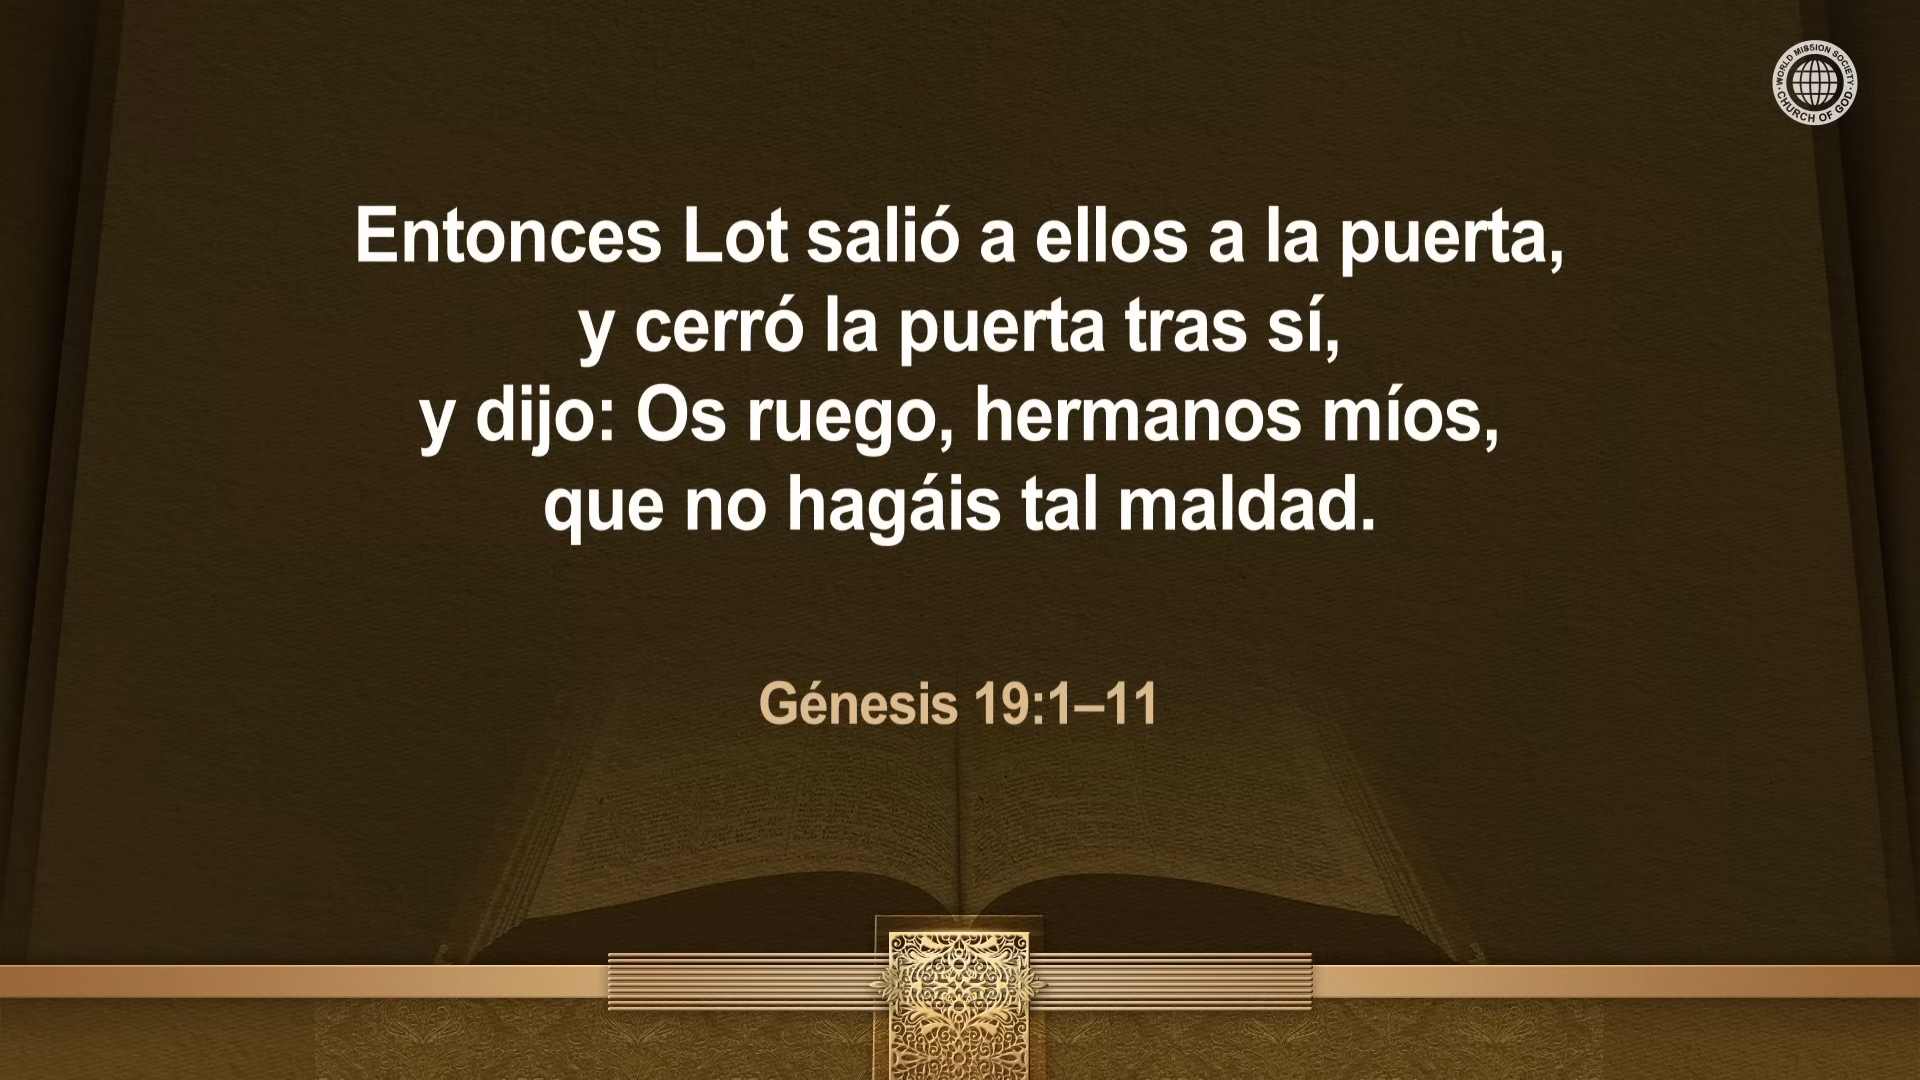 WORLD MISSION SOCIETY
CHURCH OF GOD
Entonces Lot salió a ellos a la puerta,
y cerró la puerta tras sí,
y dijo: Os ruego, hermanos míos,
que no hagáis tal maldad.
Génesis 19:1–11